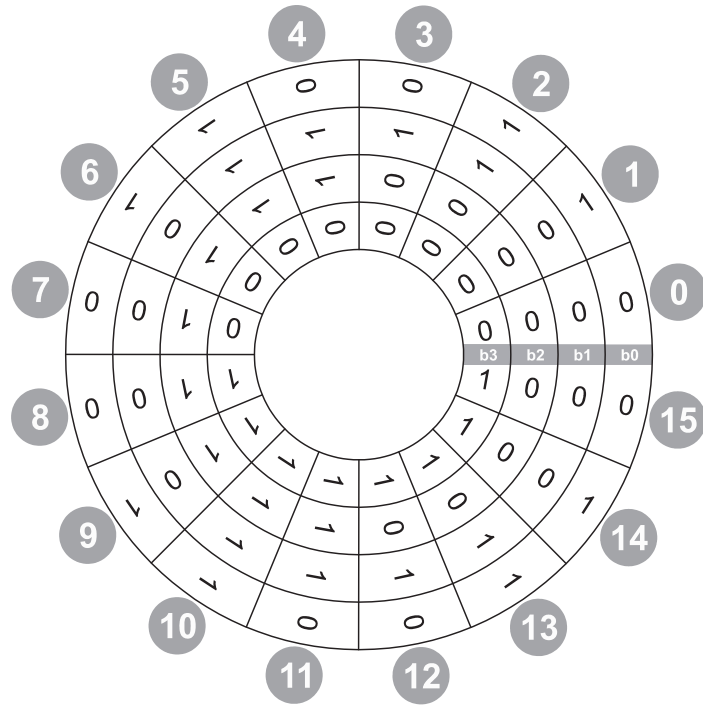 0
0 0 0 0
1
0 0 0 1
2
0 0 1 1
3
0 0 1 0
4
0 1 1 0
5
0 1 1 1
6
0 1 0 1
7
0 1 0 0
8
1 1 0 0
9
1 1 0 1
10
1 1 1 1
11
1 1 1 0
12
1 0 1 0
13
1 0 1 1
14
1 0 0 1
15
1 0 0 0
b3 b2 b1 b0